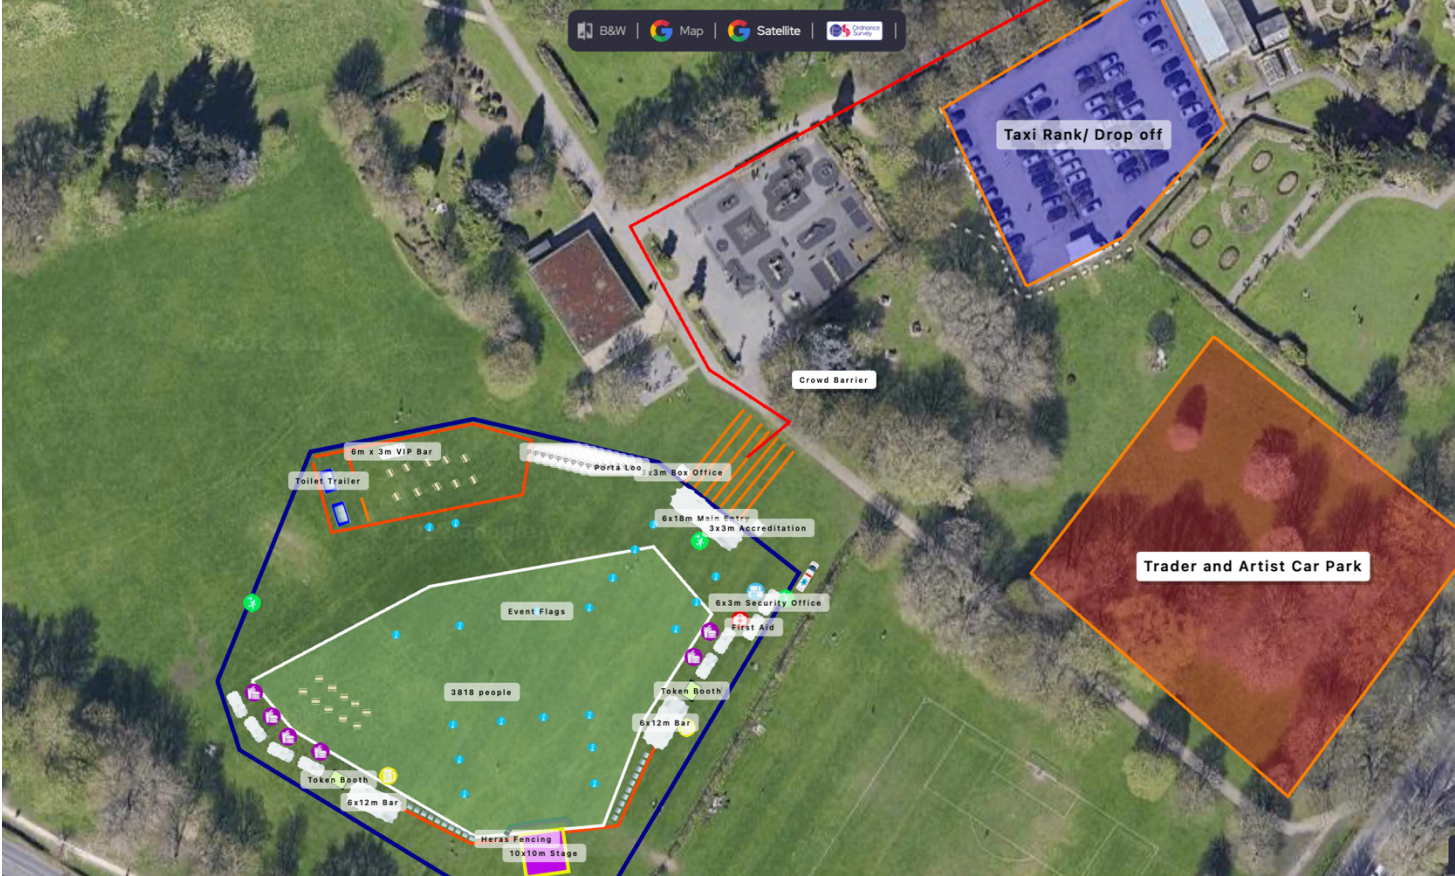 B&W
Map
Satellite
Ordnance
Survey
Taxi Rank/ Drop off
Crowd Barrier
6m x 3m VIP Bar
Toilet Trailer
Porta Loo
3x3m Box Office
6x18m Main Entry
3x3m Accreditation
Trader and Artist Car Park
6x3m Security Office
Event Flags
First Aid
3818 people
Token Booth
6x12m Bar
Token Booth
6x12m Bar
Heras Fencing
10x10m Stage